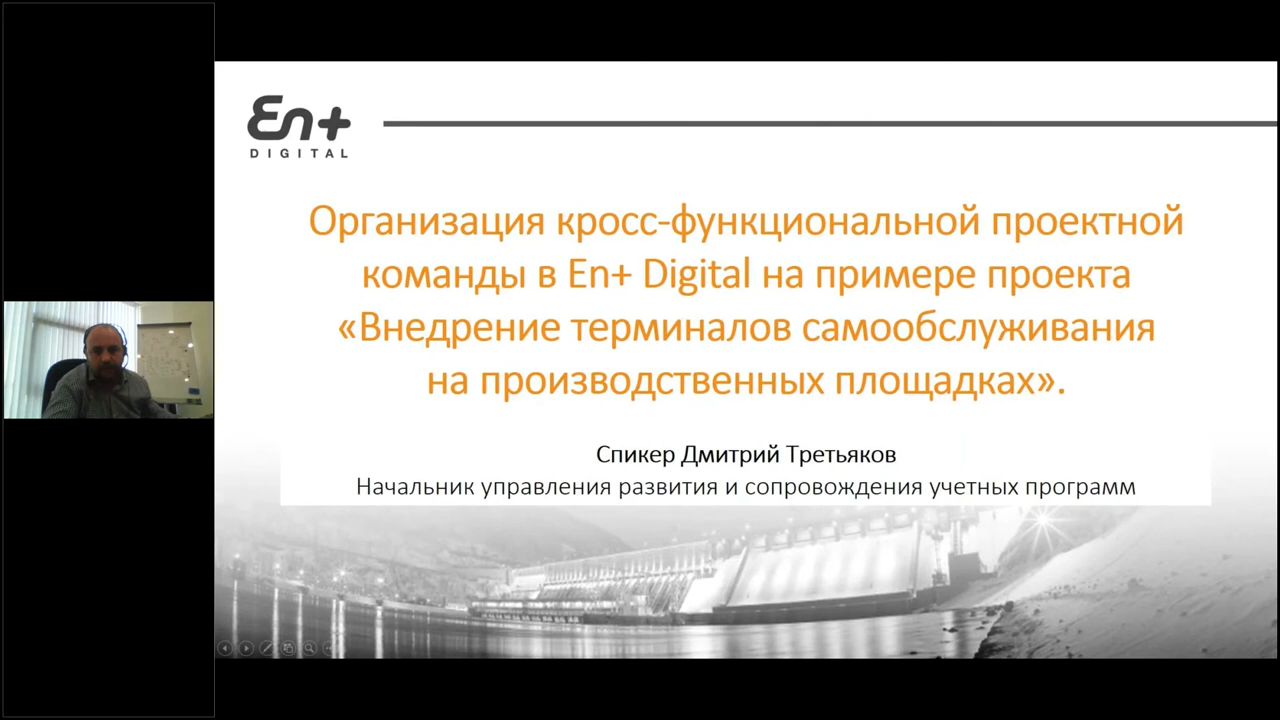 En+
DIGITAL
Организация кросс-функциональной проектной
команды в En+ Digital на примере проекта
«Внедрение терминалов самообслуживания
на производственных площадках».
Спикер Дмитрий Третьяков
Начальник управления развития и сопровождения учетных программ